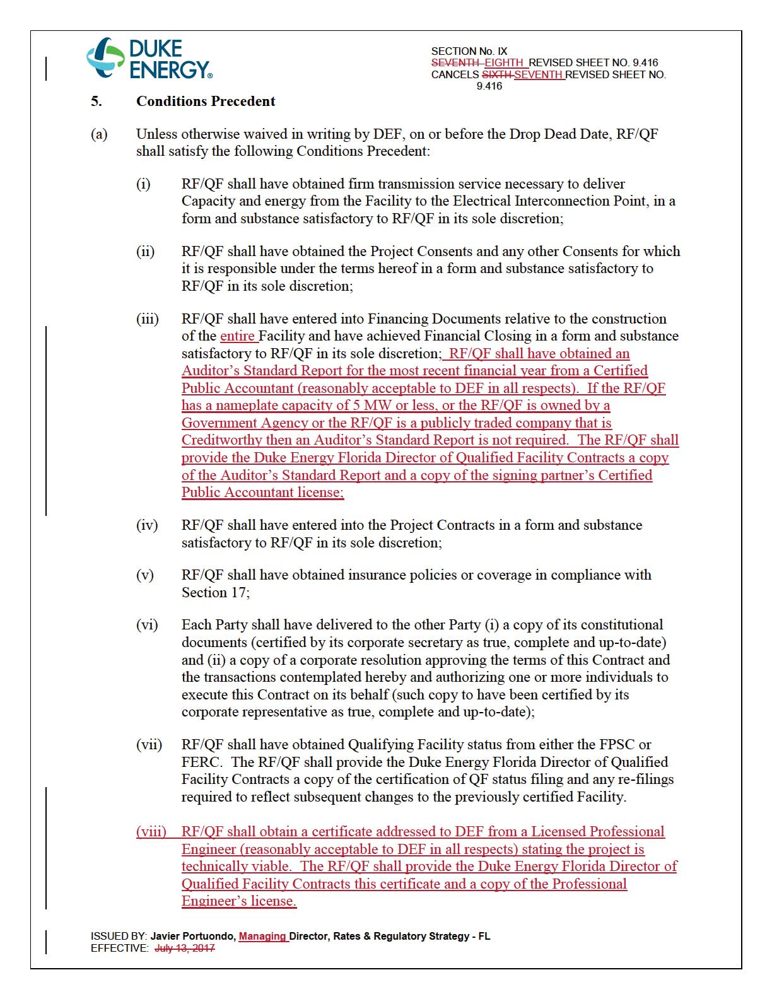 DUKE
ENERGY®
SECTION No. IX
SEVENTH EIGHTH REVISED SHEET NO. 9.416
CANCELS SIXTH SEVENTH REVISED SHEET NO.
9.416
5. Conditions Precedent
(a) Unless otherwise waived in writing by DEF, on or before the Drop Dead Date, RF/QF
shall satisfy the following Conditions Precedent:
(i) RF/QF shall have obtained firm transmission service necessary to deliver
Capacity and energy from the Facility to the Electrical Interconnection Point, in a
form and substance satisfactory to RF/QF in its sole discretion;
(ii) RF/QF shall have obtained the Project Consents and any other Consents for which
it is responsible under the terms hereof in a form and substance satisfactory to
RF/QF in its sole discretion;
(iii) RF/QF shall have entered into Financing Documents relative to the construction
of the entire Facility and have achieved Financial Closing in a form and substance
satisfactory to RF/QF in its sole discretion; RF/QF shall have obtained an
Auditor's Standard Report for the most recent financial year from a Certified
Public Accountant (reasonably acceptable to DEF in all respects). If the RF/QF
has a nameplate capacity of 5 MW or less, or the RF/QF is owned by a
Government Agency or the RF/QF is a publicly traded company that is
Creditworthy then an Auditor's Standard Report is not required. The RF/QF shall
provide the Duke Energy Florida Director of Qualified Facility Contracts a copy
of the Auditor's Standard Report and a copy of the signing partner's Certified
Public Accountant license;
(iv) RF/QF shall have entered into the Project Contracts in a form and substance
satisfactory to RF/QF in its sole discretion;
(v) RF/QF shall have obtained insurance policies or coverage in compliance with
Section 17;
(vi) Each Party shall have delivered to the other Party (i) a copy of its constitutional
documents (certified by its corporate secretary as true, complete and up-to-date)
and (ii) a copy of a corporate resolution approving the terms of this Contract and
the transactions contemplated hereby and authorizing one or more individuals to
execute this Contract on its behalf (such copy to have been certified by its
corporate representative as true, complete and up-to-date);
(vii) RF/QF shall have obtained Qualifying Facility status from either the FPSC or
FERC. The RF/QF shall provide the Duke Energy Florida Director of Qualified
Facility Contracts a copy of the certification of QF status filing and any re-filings
required to reflect subsequent changes to the previously certified Facility.
(viii) RF/QF shall obtain a certificate addressed to DEF from a Licensed Professional
Engineer (reasonably acceptable to DEF in all respects) stating the project is
technically viable. The RF/QF shall provide the Duke Energy Florida Director of
Qualified Facility Contracts this certificate and a copy of the Professional
Engineer's license.
ISSUED BY: Javier Portuondo, Managing Director, Rates & Regulatory Strategy - FL
EFFECTIVE: July 13, 2017